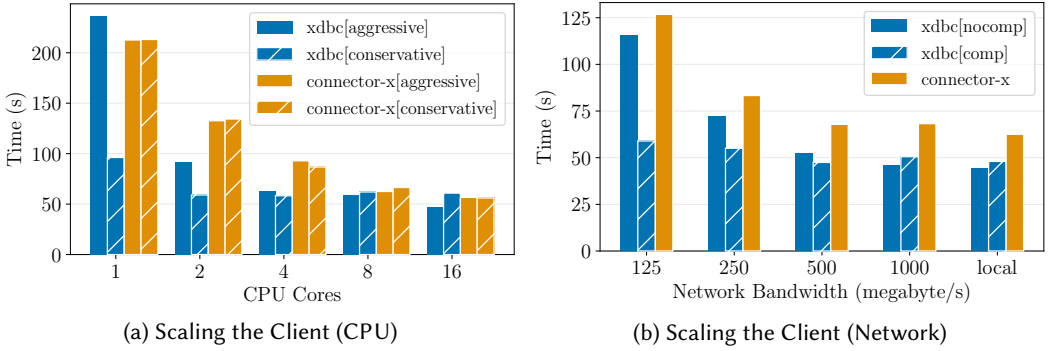 200
150
100
50
0
Time (s)
xdbc[aggressive]
xdbc[conservative]
connector-x[aggressive]
connector-x[conservative]
1 2 4 8 16
CPU Cores
(a) Scaling the Client (CPU)
125
100
75
50
25
0
Time (s)
xdbc[nocomp]
xdbc[comp]
connector-x
125 250 500 1000 local
Network Bandwidth (megabyte/s)
(b) Scaling the Client (Network)